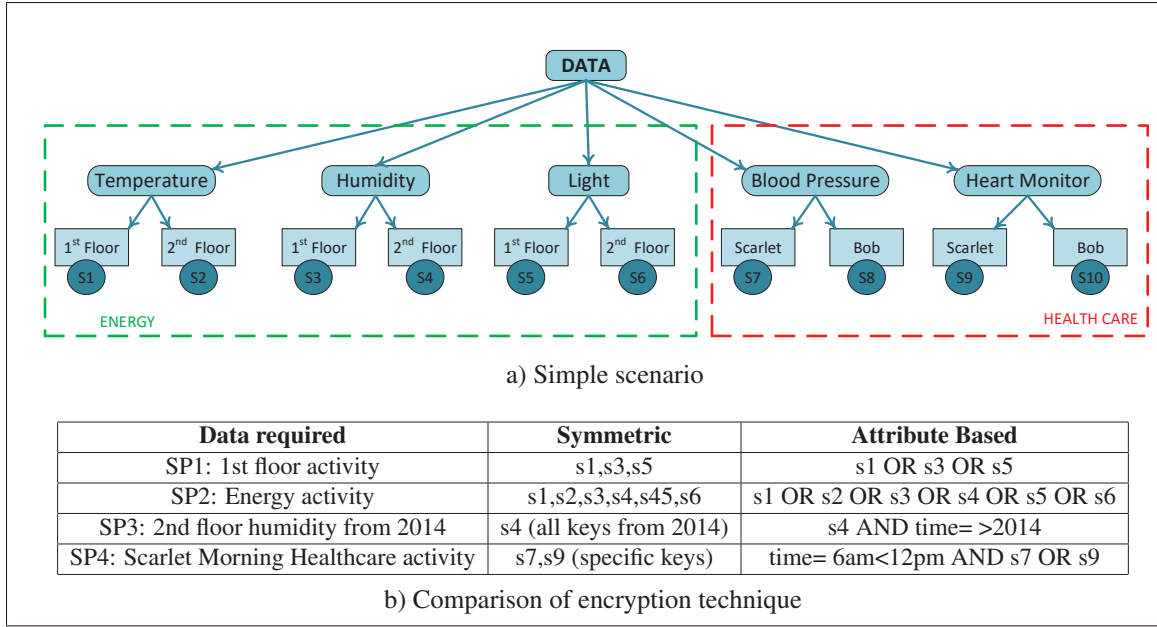 DATA
Temperature Humidity Light Blood Pressure Heart Monitor
1st Floor 2nd Floor 1st Floor 2nd Floor 1st Floor 2nd Floor Scarlet Bob Scarlet Bob
S1 S2 S3 S4 S5 S6 S7 S8 S9 S10
ENERGY HEALTH CARE
a) Simple scenario
Data required Symmetric Attribute Based
SP1: 1st floor activity s1,s3,s5 s1 OR s3 OR s5
SP2: Energy activity s1,s2,s3,s4,s45,s6 s1 OR s2 OR s3 OR s4 OR s5 OR s6
SP3: 2nd floor humidity from 2014 s4 (all keys from 2014) s4 AND time= >2014
SP4: Scarlet Morning Healthcare activity s7,s9 (specific keys) time= 6am<12pm AND s7 OR s9
b) Comparison of encryption technique